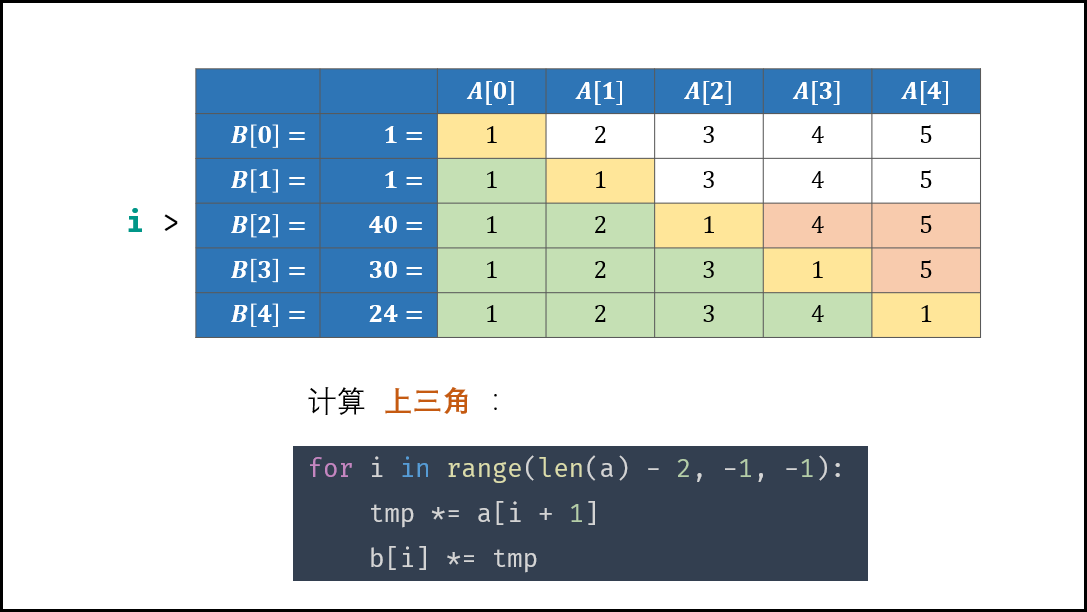 A[0] A[1] A[2] A[3] A[4]
B[0] = 1 = 1 2 3 4 5
B[1] = 1 = 1 1 3 4 5
i > B[2] = 40 = 1 2 1 4 5
B[3] = 30 = 1 2 3 1 5
B[4] = 24 = 1 2 3 4 1
计算 上三角 :
for i in range(len(a) - 2, -1, -1):
tmp *= a[i + 1]
b[i] *= tmp